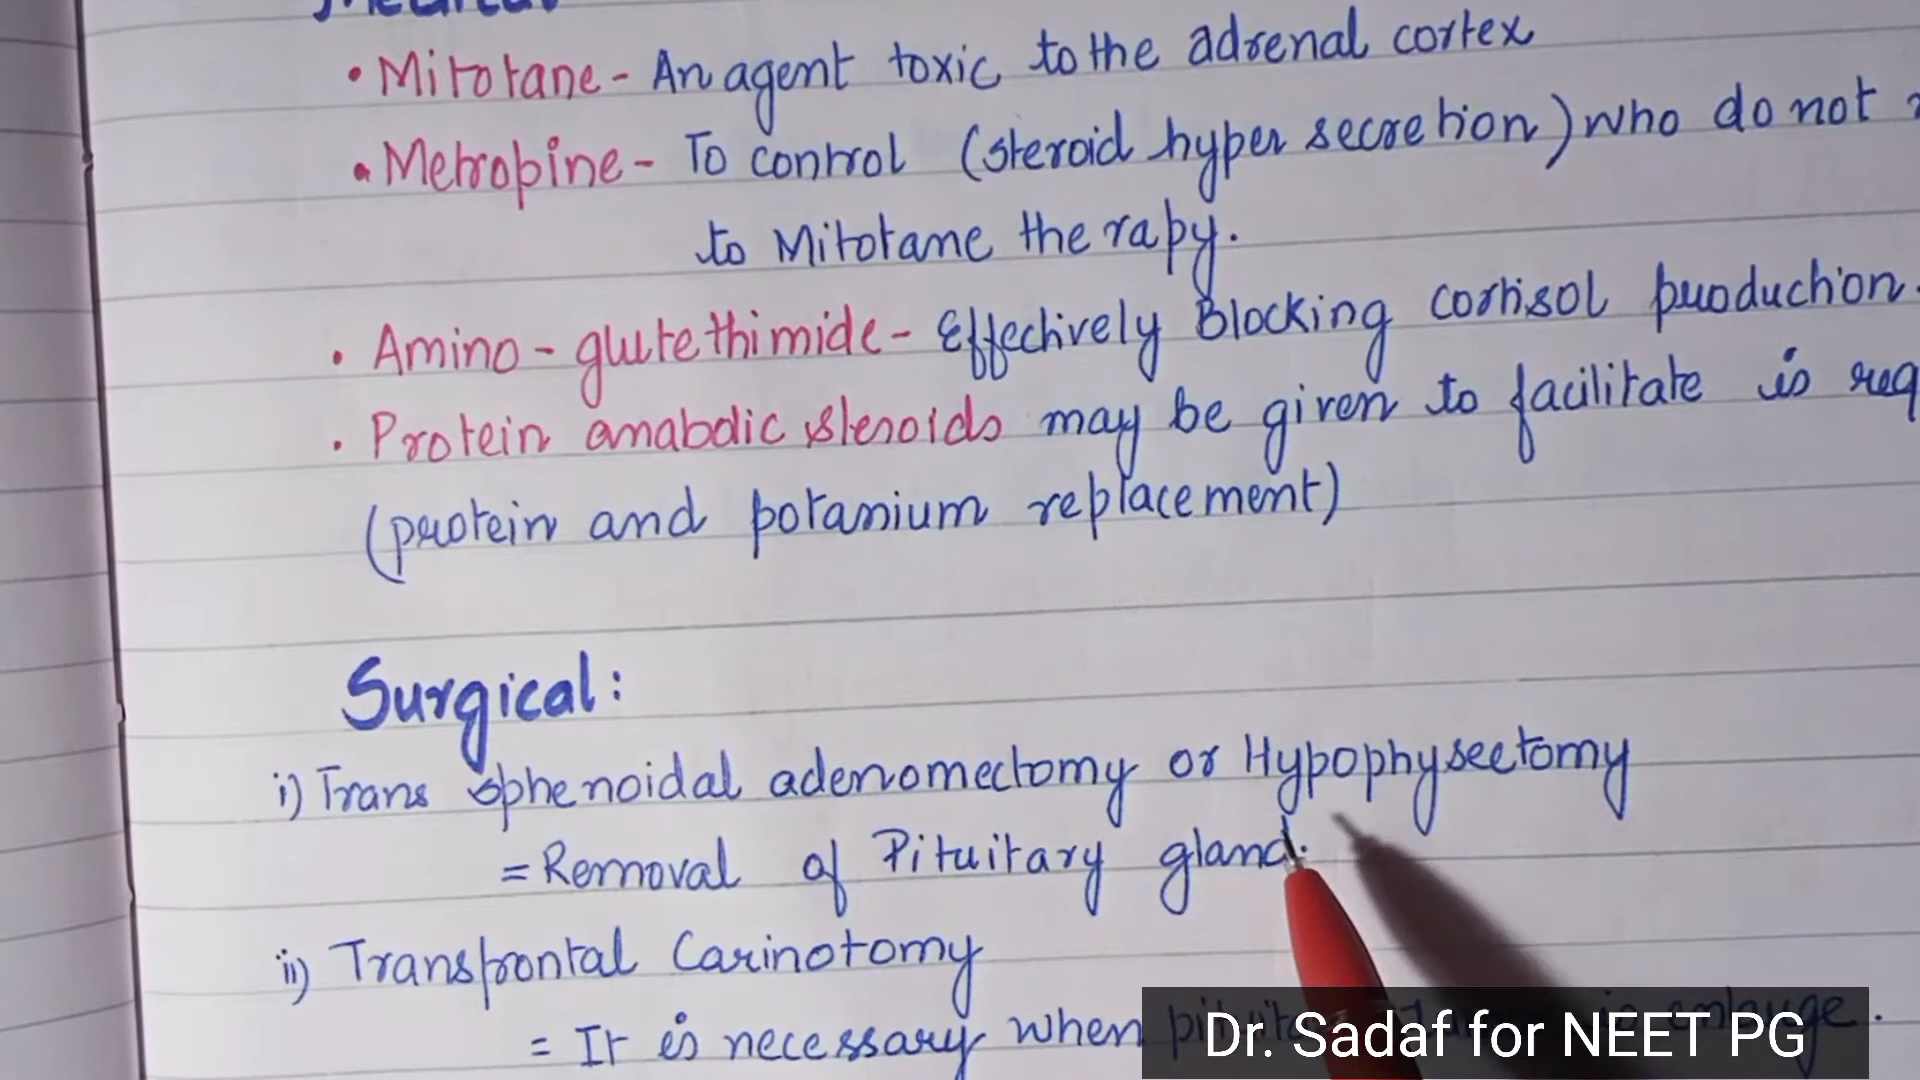 Medical
• Mitotane - An agent toxic to the adrenal cortex
• Metropine - To control (steroid hyper secretion) who do not
to Mitotane therapy.
• Amino-glutethimide - Effectively Blocking cortisol production.
• Protein anabolic steroids may be given to facilitate is req
(protein and potassium replacement)
Surgical:
i) Trans sphenoidal adenomectomy or Hypophysectomy
= Removal of Pituitary gland.
ii) Transfrontal Carinotomy
= It is necessary when
Dr. Sadaf for NEET PG